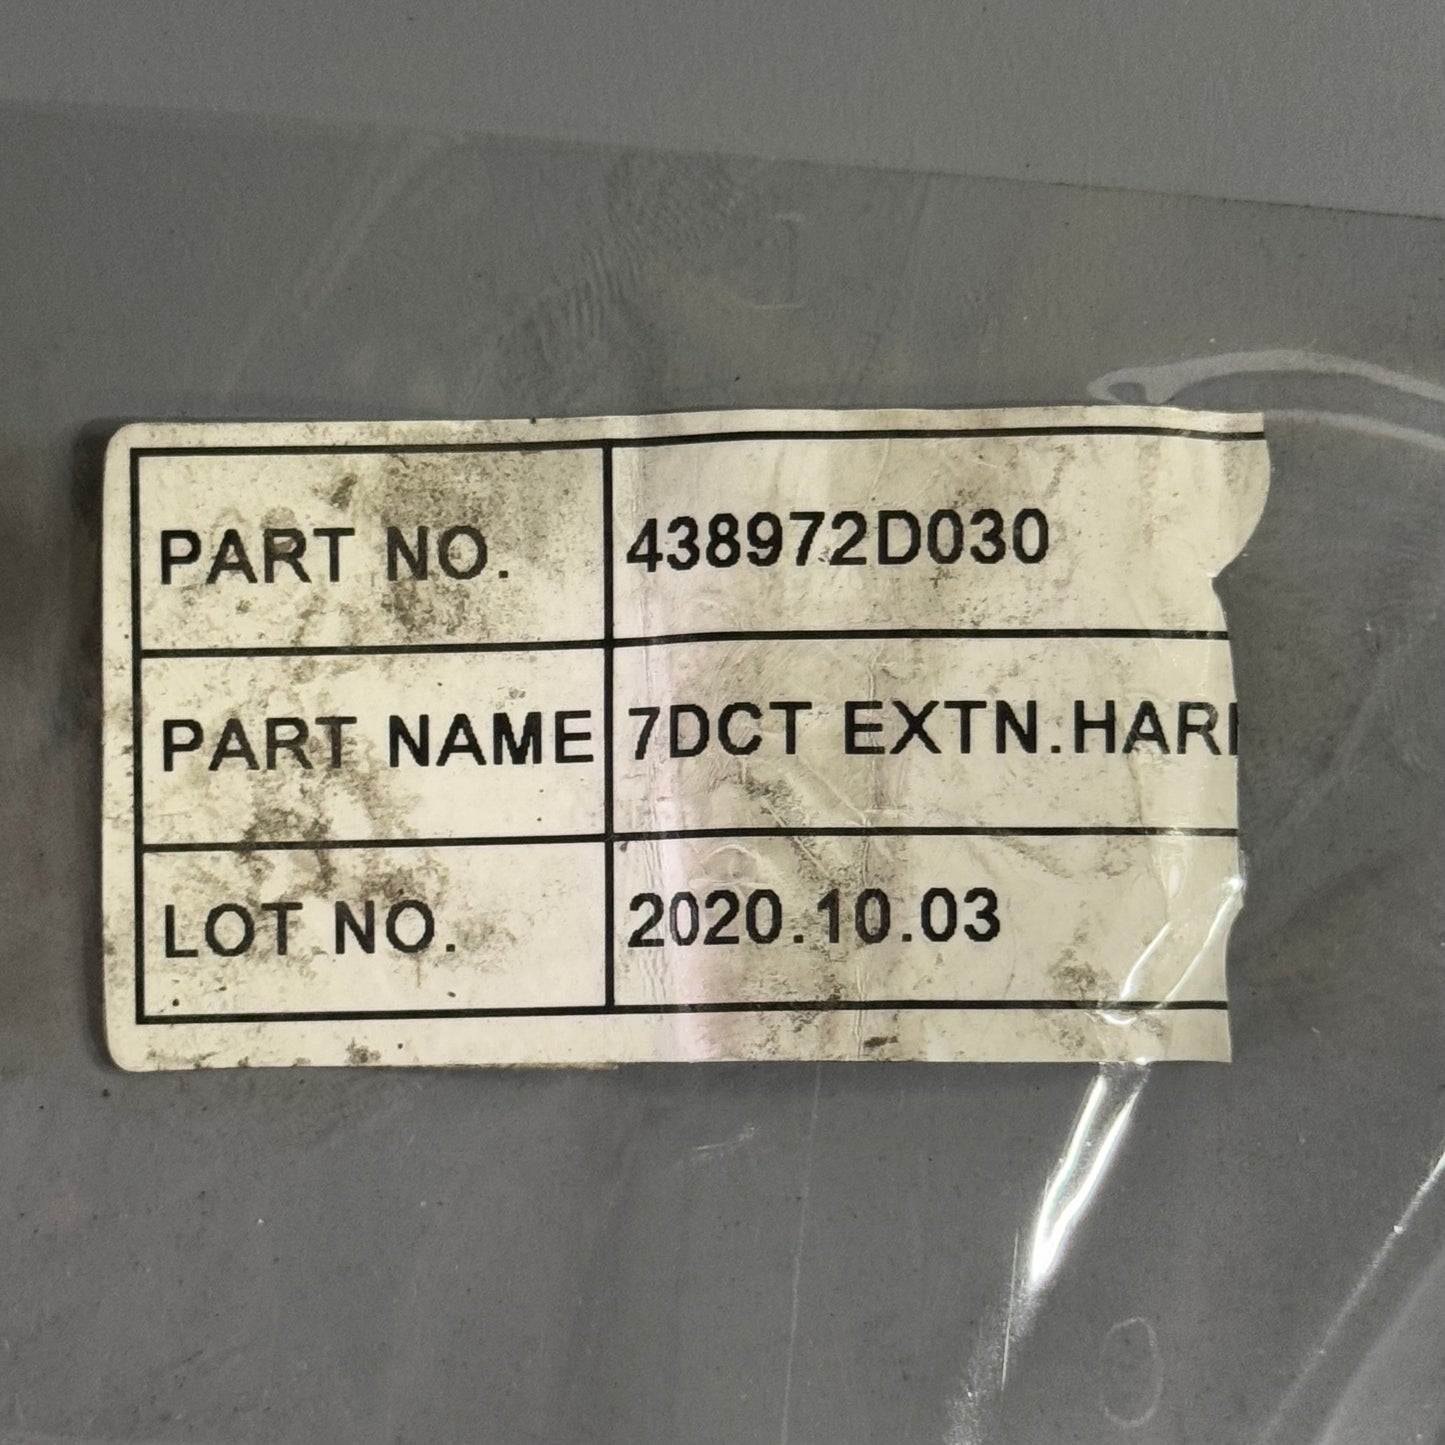 PART NO. 438972D030
PART NAME 7DCT EXTN.HAR
LOT NO. 2020.10.03